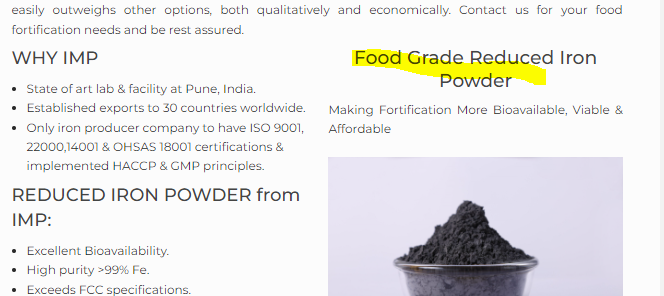 easily outweighs other options, both qualitatively and economically. Contact us for your food
fortification needs and be rest assured.
WHY IMP
State of art lab & facility at Pune, India.
Established exports to 30 countries worldwide.
Only iron producer company to have ISO 9001,
22000,14001 & OHSAS 18001 certifications &
implemented HACCP & GMP principles.
REDUCED IRON POWDER from
IMP:
Excellent Bioavailability.
High purity >99% Fe.
Exceeds FCC specifications.
Food Grade Reduced Iron
Powder
Making Fortification More Bioavailable, Viable &
Affordable